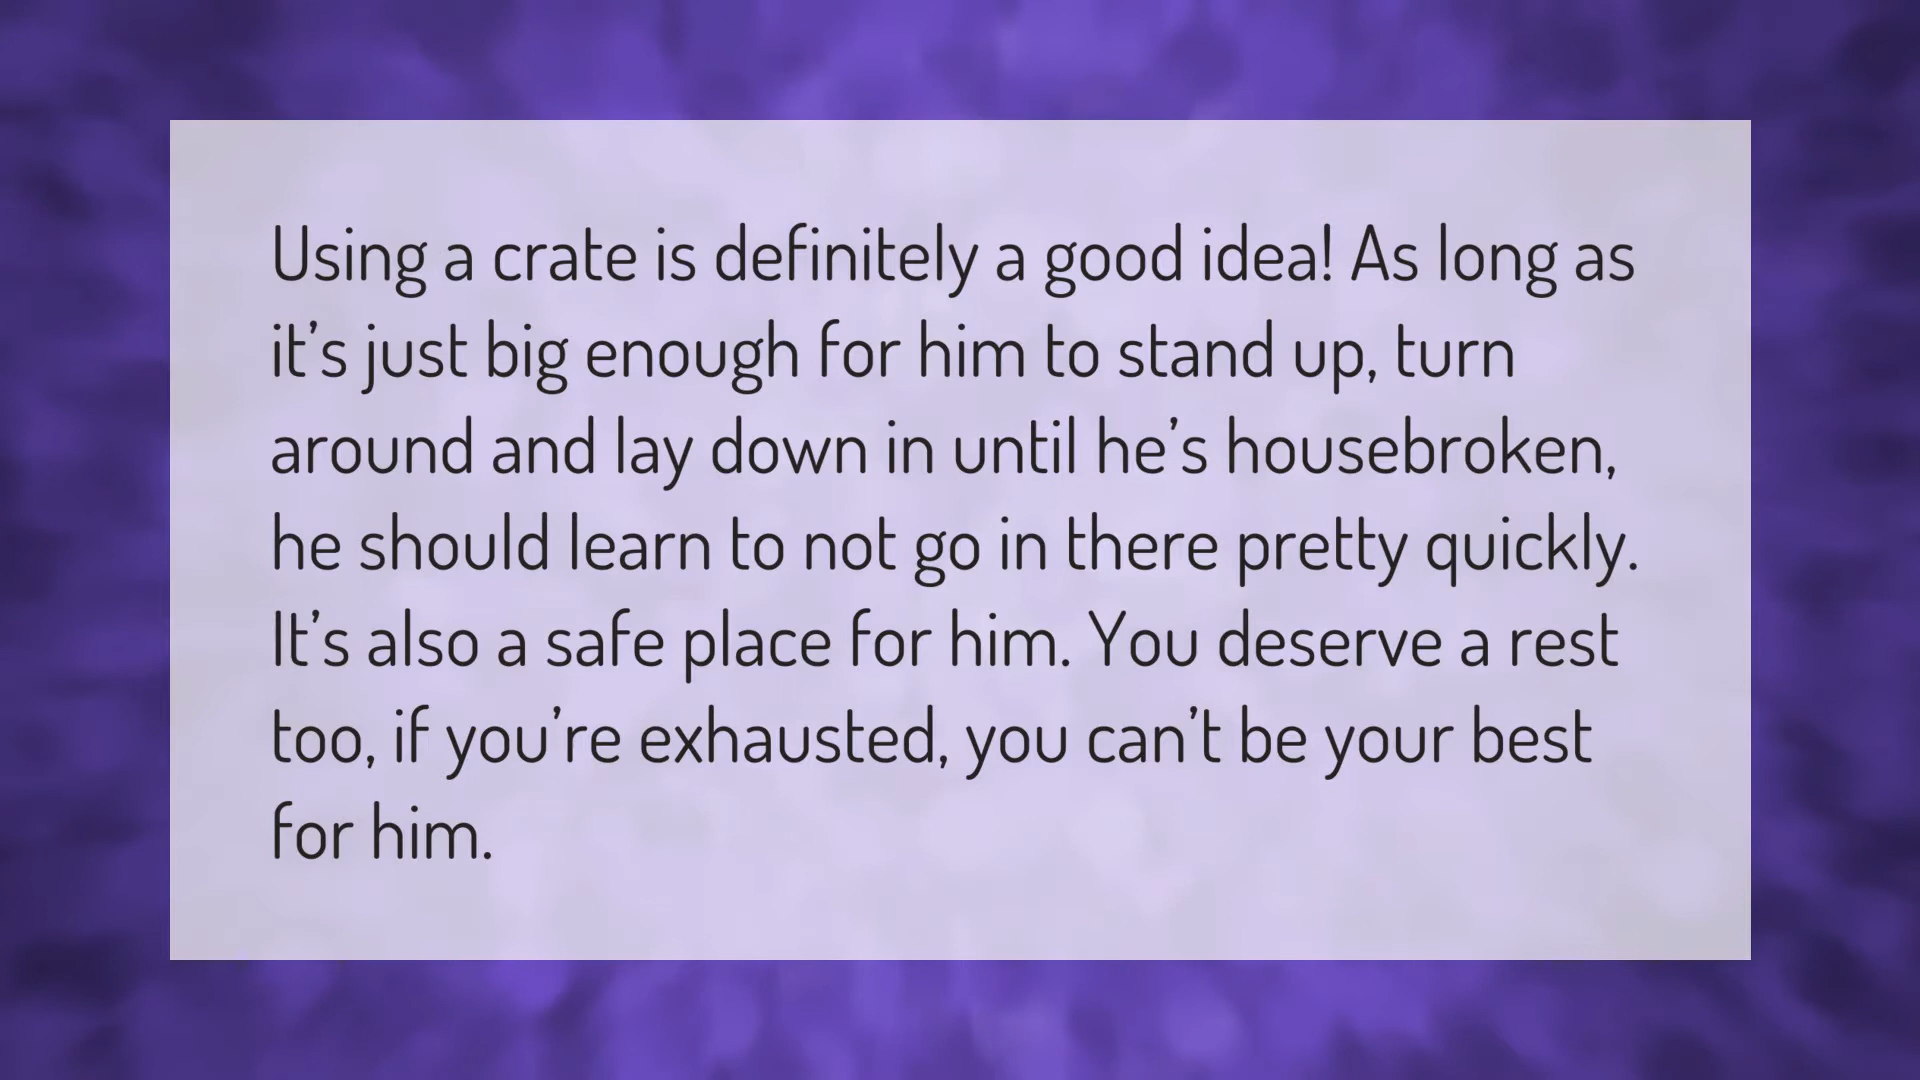 Using a crate is definitely a good idea! As long as
it’s just big enough for him to stand up, turn
around and lay down in until he’s housebroken,
he should learn to not go in there pretty quickly.
It’s also a safe place for him. You deserve a rest
too, if you’re exhausted, you can’t be your best
for him.